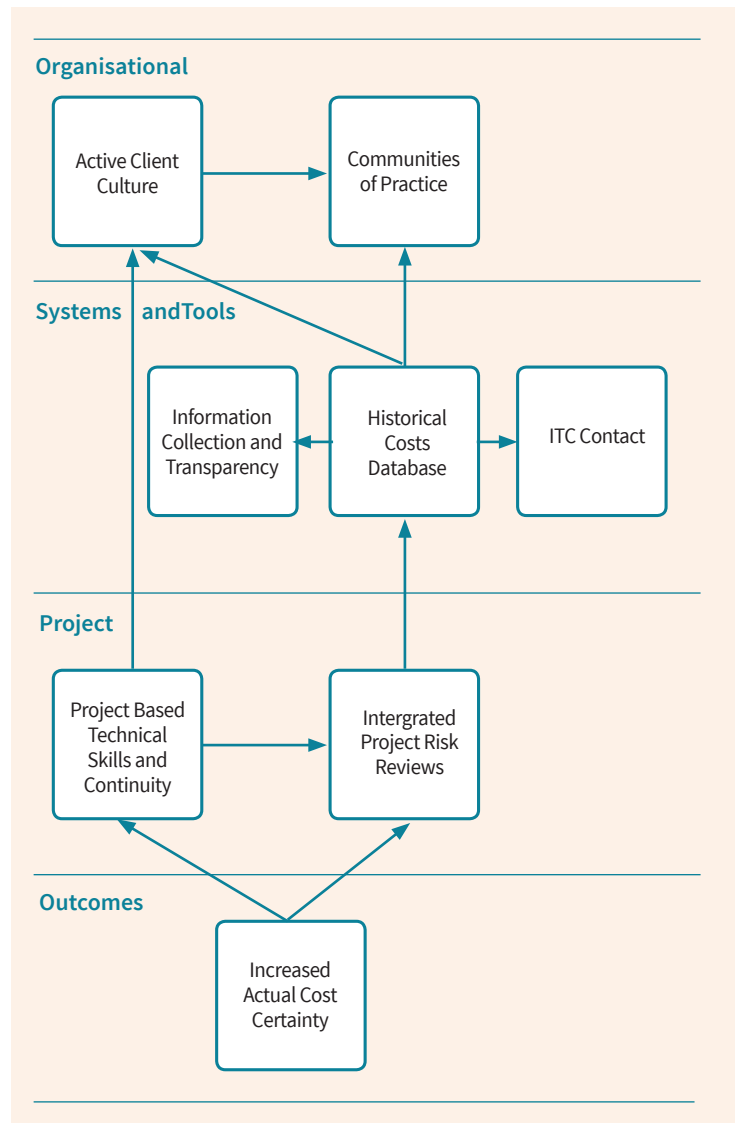 Organisational
Active Client
Culture
Communities
of Practice
Systems andTools
Information
Collection and
Transparency
Historical
Costs
Database
ITC Contact
Project
Project Based
Technical
Skills and
Continuity
Intergrated
Project Risk
Reviews
Outcomes
Increased
Actual Cost
Certainty